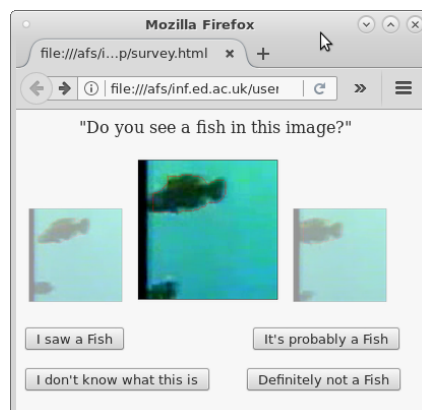 Mozilla Firefox
file:///afs/i...p/survey.html × +
file:///afs/inf.ed.ac.uk/user
"Do you see a fish in this image?"
I saw a Fish
It's probably a Fish
I don't know what this is
Definitely not a Fish